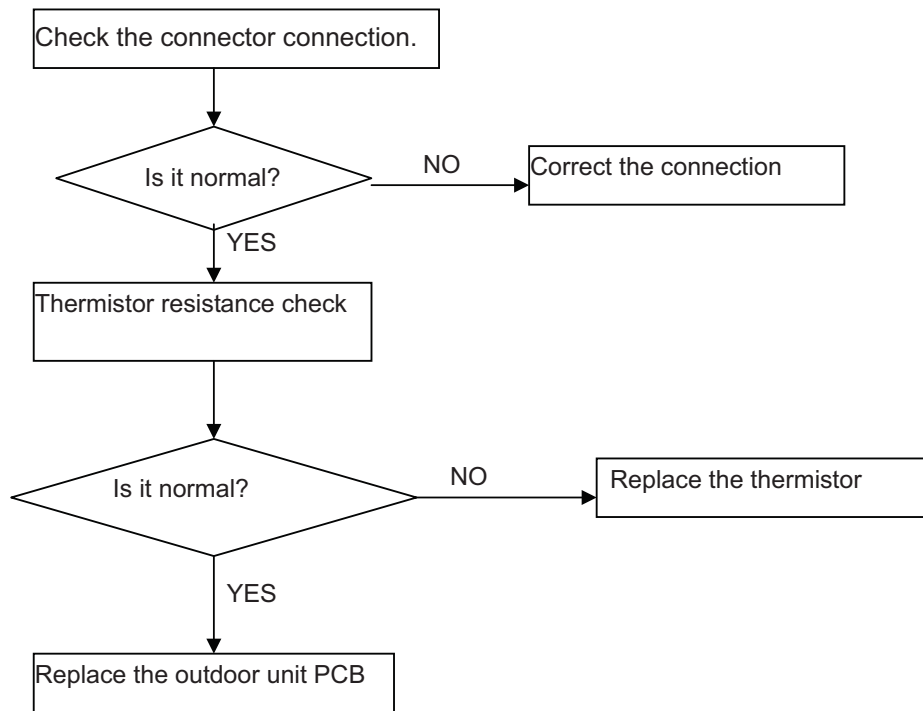 Check the connector connection.
Is it normal?
NO
Correct the connection
YES
Thermistor resistance check
Is it normal?
NO
Replace the thermistor
YES
Replace the outdoor unit PCB